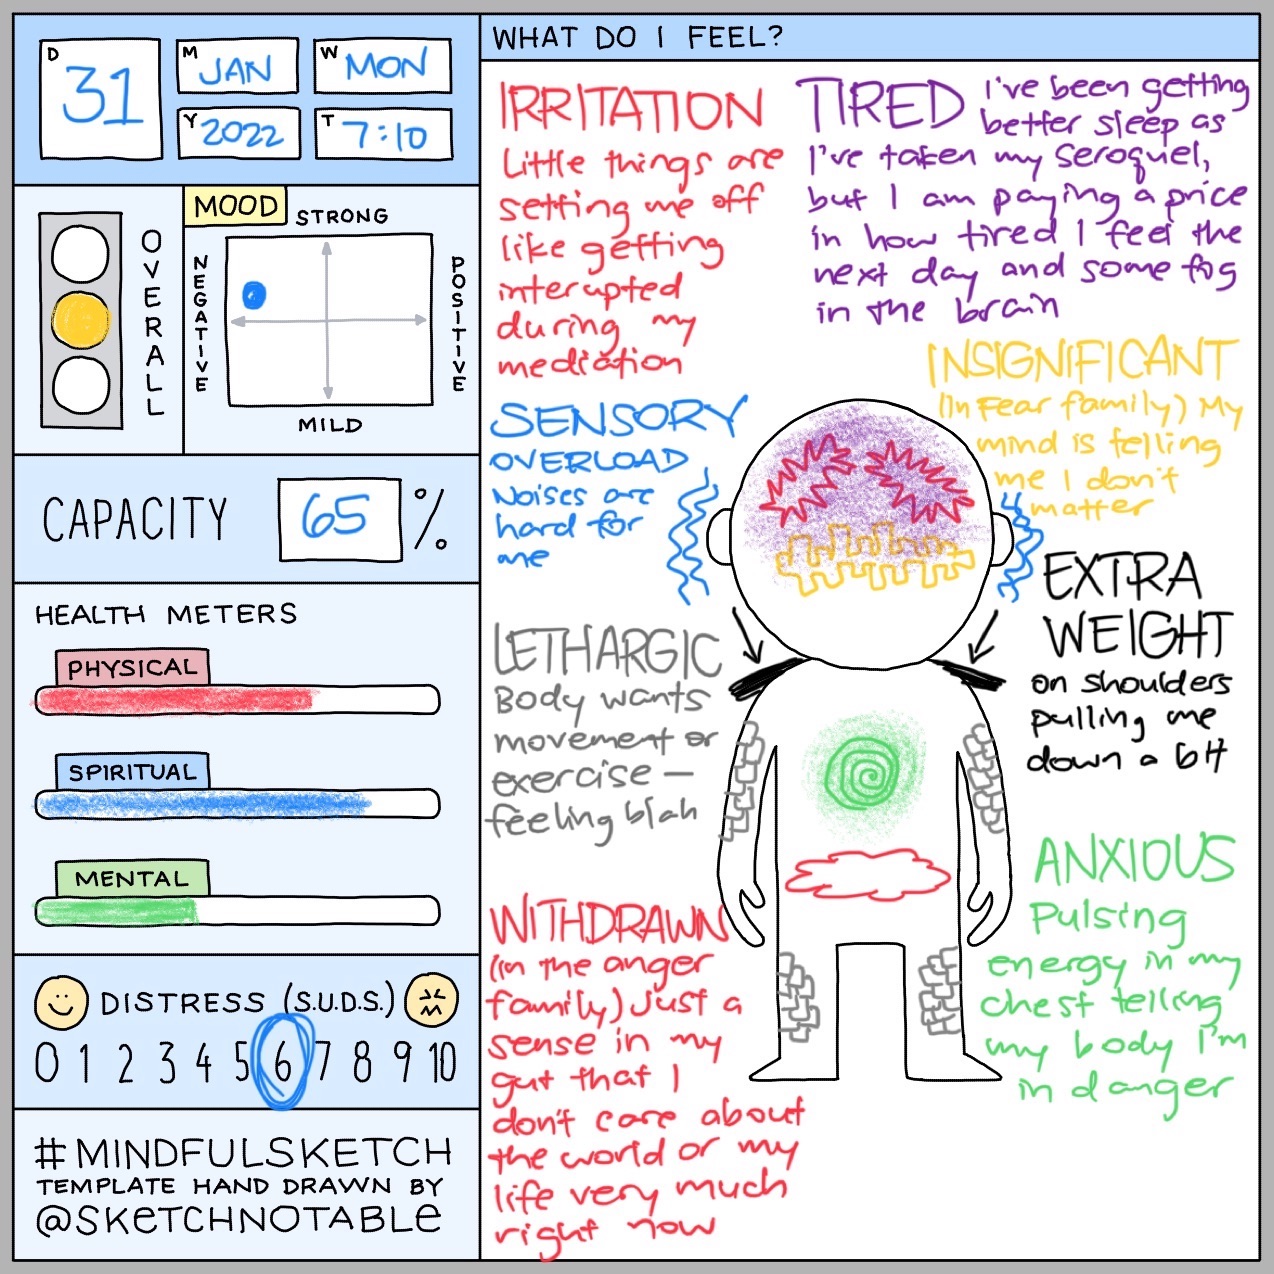 D 31
M JAN
W MON
Y 2022
T 7:10
OVERALL
MOOD
STRONG
NEGATIVE
POSITIVE
MILD
CAPACITY 65 %
HEALTH METERS
PHYSICAL
SPIRITUAL
MENTAL
DISTRESS (S.U.D.S.)
0 1 2 3 4 5 6 7 8 9 10
#MINDFULSKETCH
TEMPLATE HAND DRAWN BY
@SKETCHNOTABLE
WHAT DO I FEEL?
IRRITATION
Little things are
setting me off
like getting
interupted
during my
mediation
TIRED I've been getting
better sleep as
I've taken my seroquel,
but I am paying a price
in how tired I feel the
next day and some fog
in the brain
INSIGNIFICANT
(In Fear family) My
mind is telling
me I don't
matter
SENSORY
OVERLOAD
Noises are
hard for
me
EXTRA
WEIGHT
on shoulders
pulling me
down a bit
LETHARGIC
Body wants
movement or
exercise —
feeling blah
ANXIOUS
Pulsing
energy in my
chest telling
my body I'm
in danger
WITHDRAWN
(in the anger
family) Just a
sense in my
gut that I
don't care about
the world or my
life very much
right now